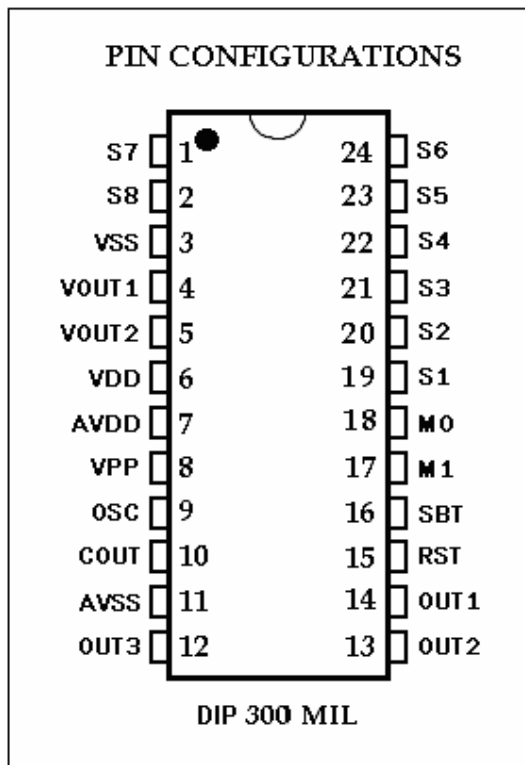 PIN CONFIGURATIONS
S7 1 24 S6
S8 2 23 S5
VSS 3 22 S4
VOUT1 4 21 S3
VOUT2 5 20 S2
VDD 6 19 S1
AVDD 7 18 M0
VPP 8 17 M1
OSC 9 16 SBT
COUT 10 15 RST
AVSS 11 14 OUT1
OUT3 12 13 OUT2
DIP 300 MIL